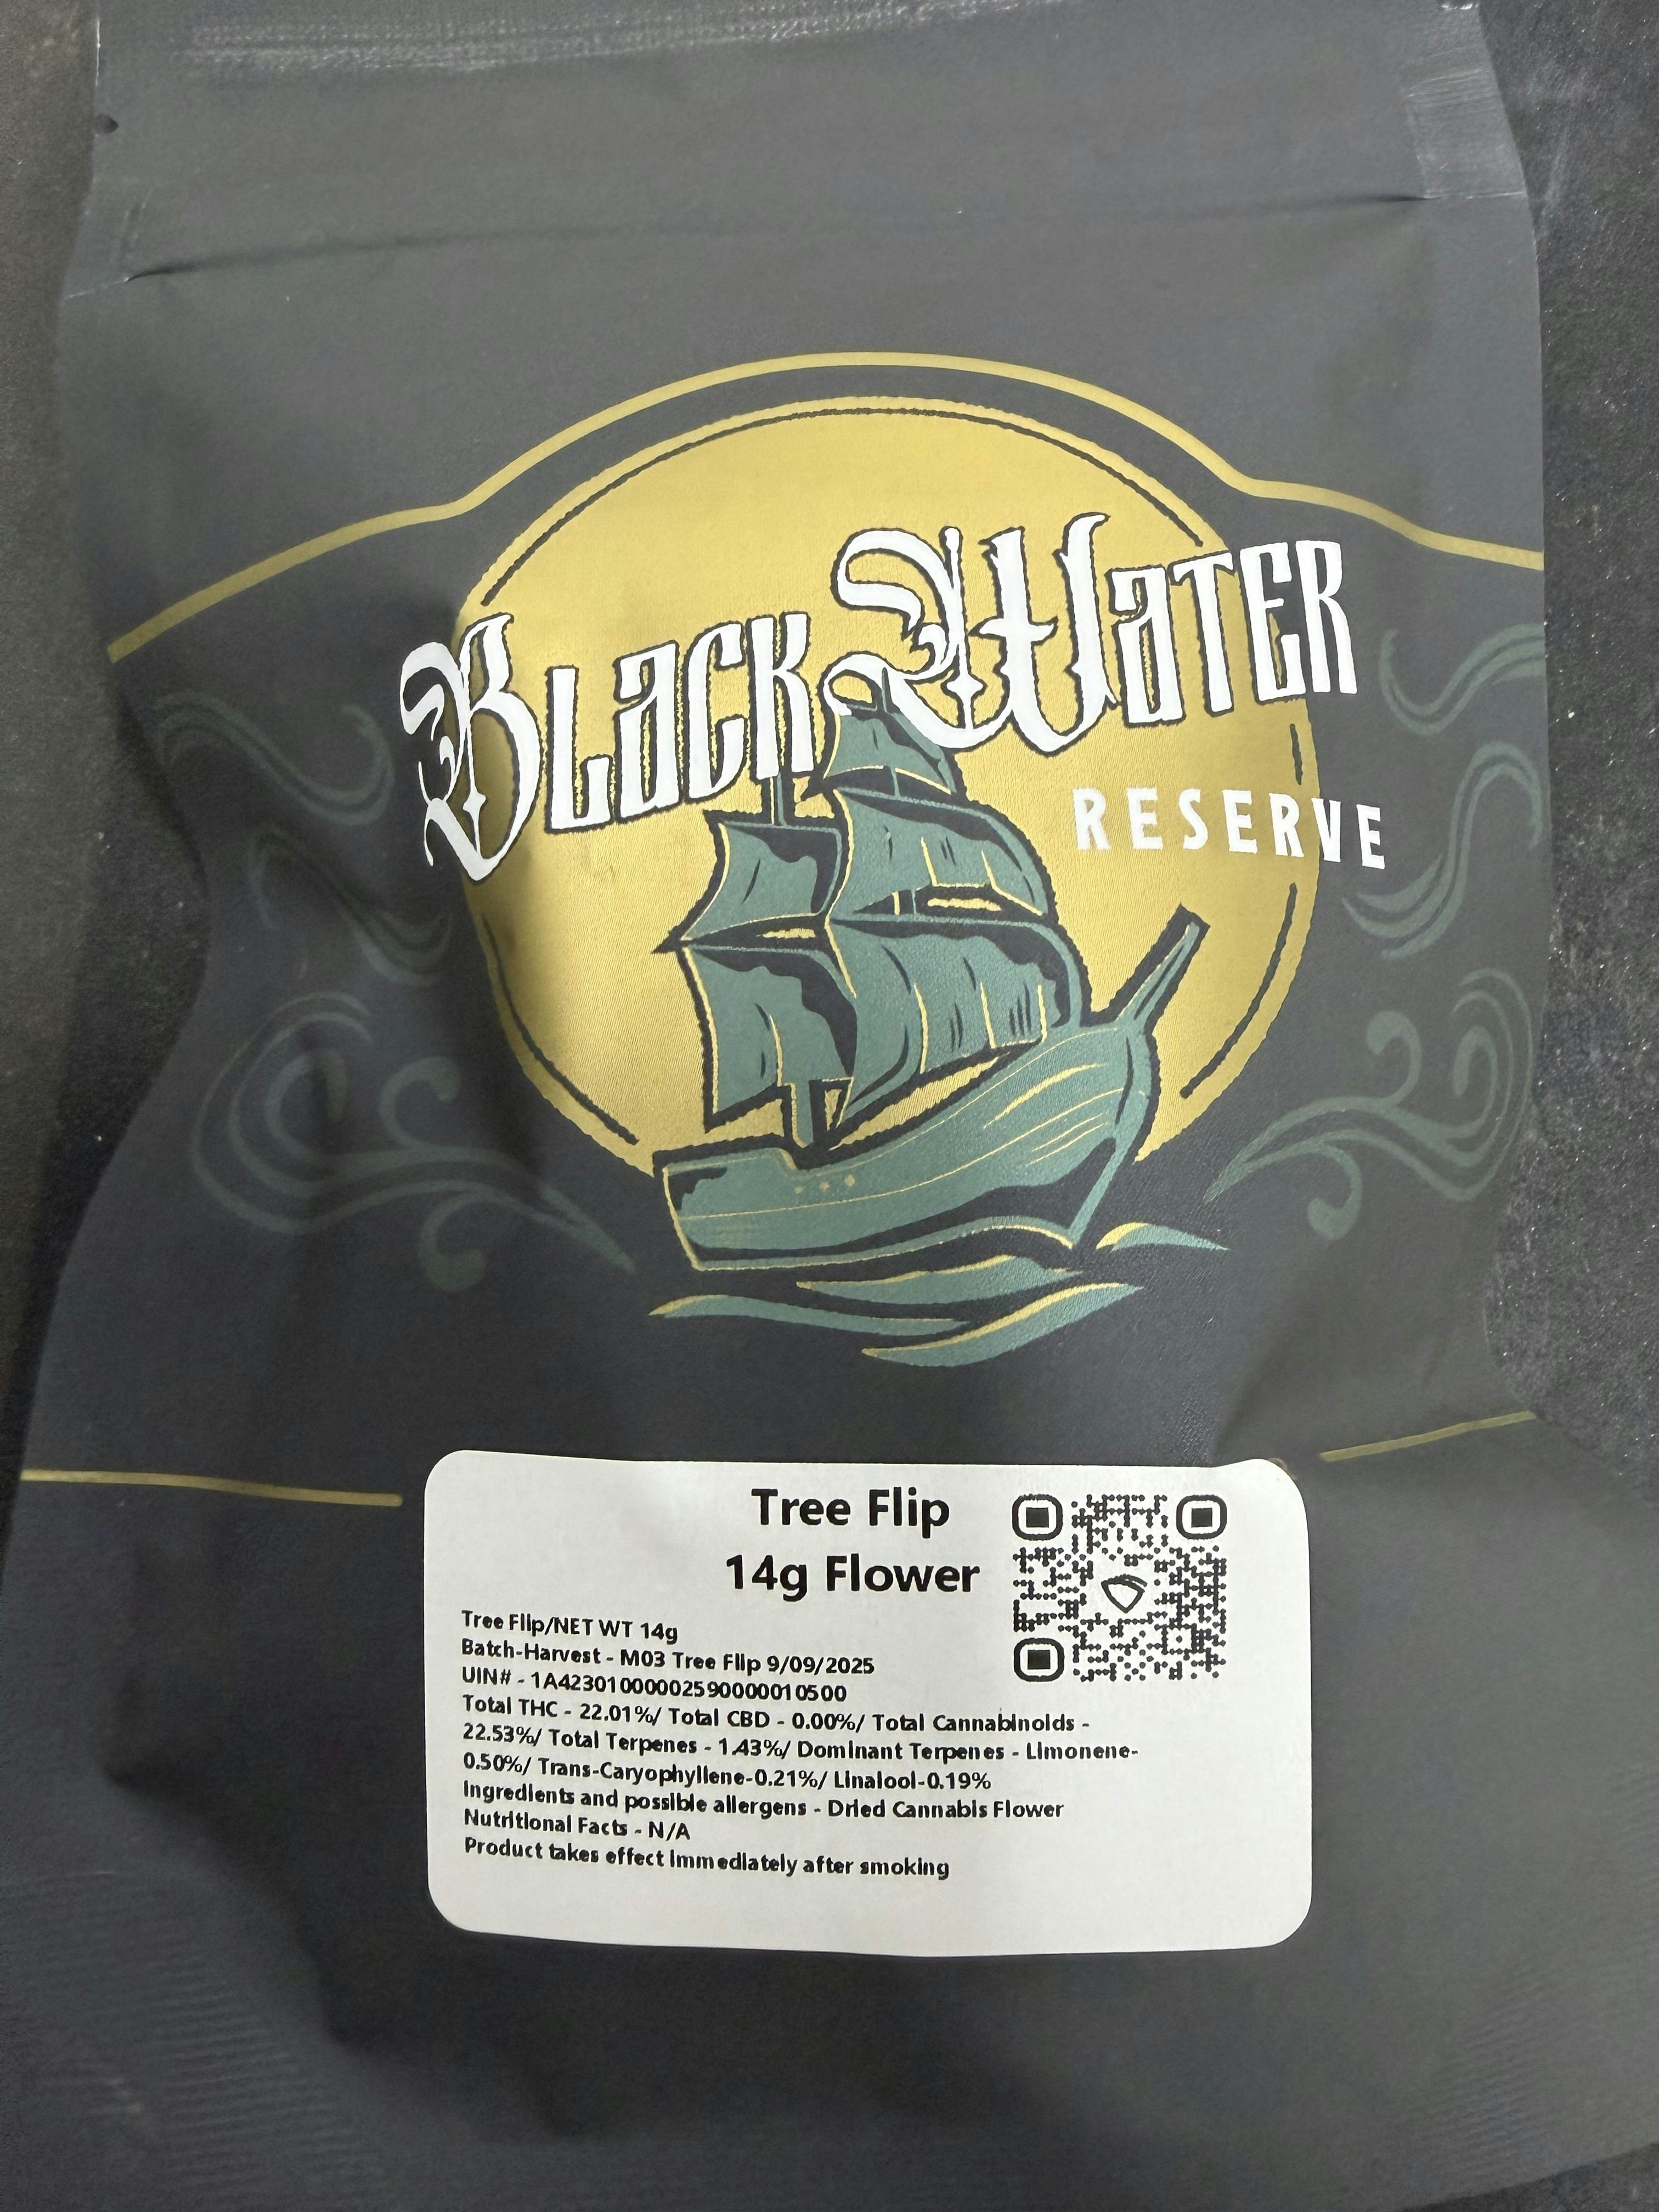 Black Water
RESERVE
Tree Flip
14g Flower
Tree Flip/NET WT 14g
Batch-Harvest - M03 Tree Flip 9/09/2025
UIN# - 1A4230100000259000010500
Total THC - 22.01%/ Total CBD - 0.00%/ Total Cannabinoids -
22.53%/ Total Terpenes - 1.43%/ Dominant Terpenes - Limonene-
0.50%/ Trans-Caryophyllene-0.21%/ Linalool-0.19%
Ingredients and possible allergens - Dried Cannabis Flower
Nutritional Facts - N/A
Product takes effect immediately after smoking